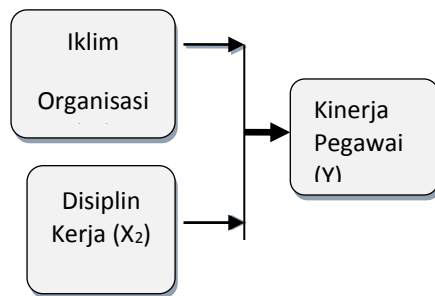 Iklim
Organisasi
Disiplin
Kerja (X₂)
Kinerja
Pegawai
(Y)